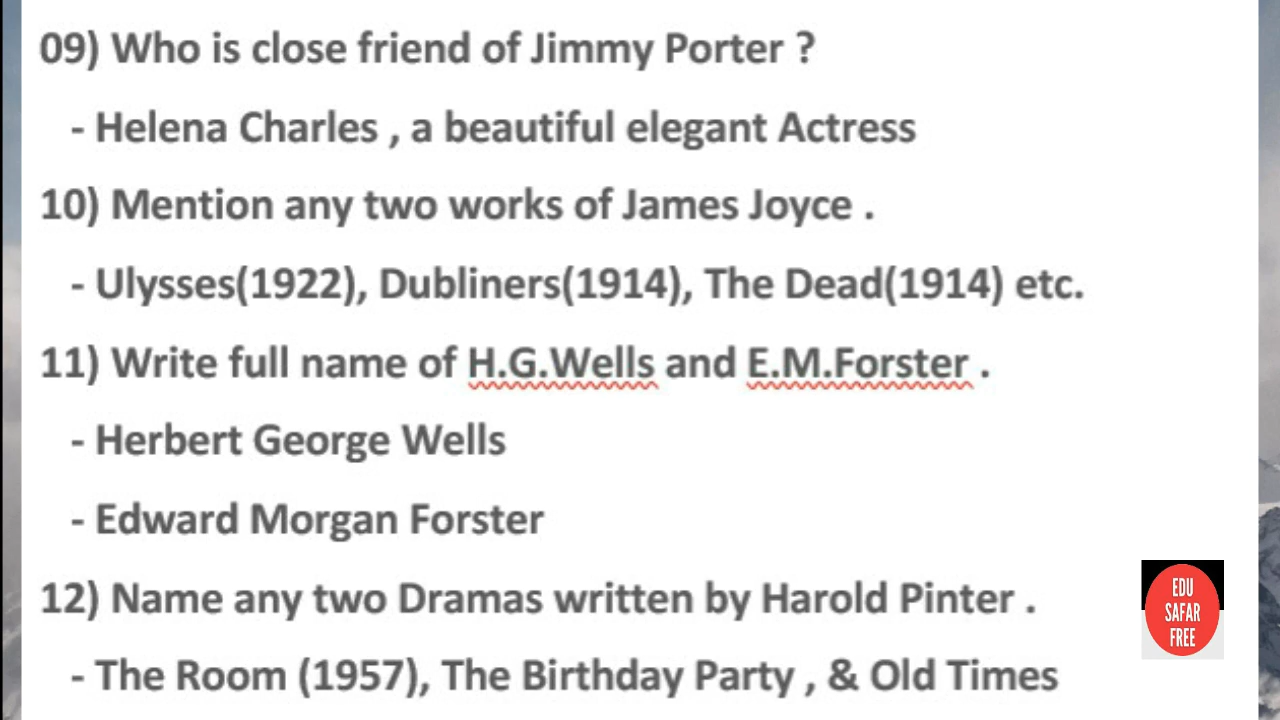 09) Who is close friend of Jimmy Porter ?
- Helena Charles , a beautiful elegant Actress
10) Mention any two works of James Joyce .
- Ulysses(1922), Dubliners(1914), The Dead(1914) etc.
11) Write full name of H.G.Wells and E.M.Forster .
- Herbert George Wells
- Edward Morgan Forster
12) Name any two Dramas written by Harold Pinter .
- The Room (1957), The Birthday Party , & Old Times
EDU
SAFAR
FREE